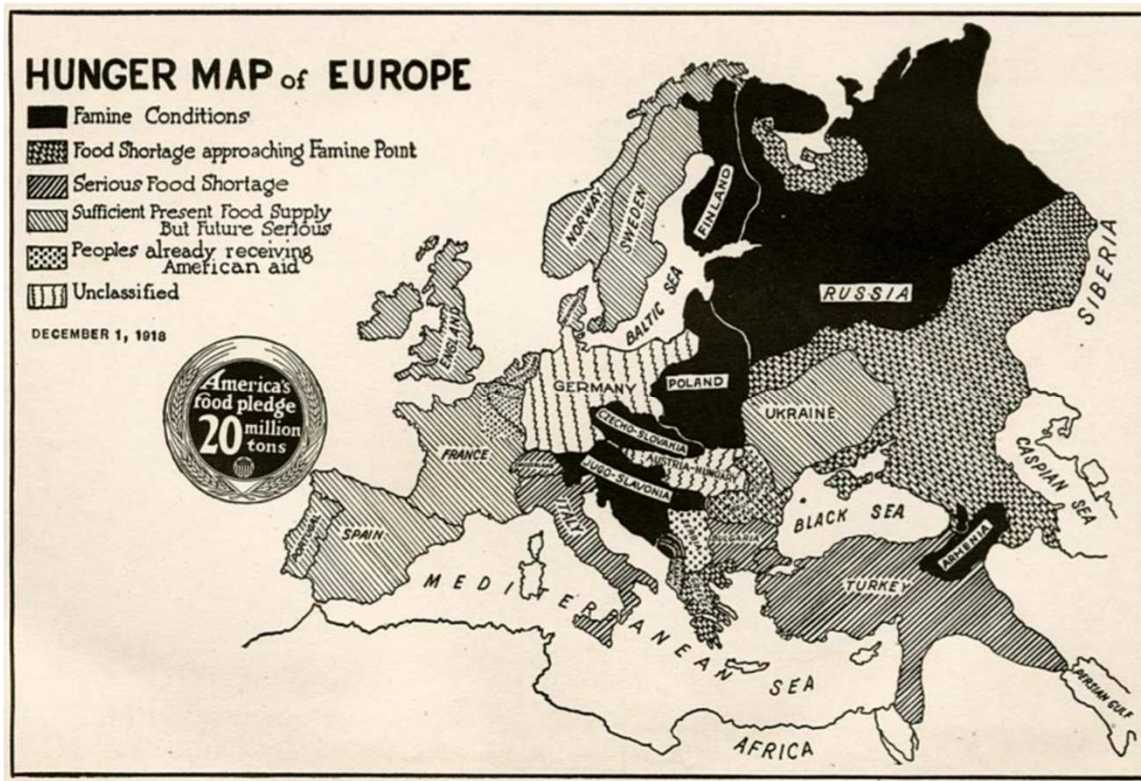 HUNGER MAP of EUROPE
Famine Conditions
Food Shortage approaching Famine Point
Serious Food Shortage
Sufficient Present Food Supply
But Future Serious
Peoples already receiving
American aid
Unclassified
DECEMBER 1, 1918
America's
food pledge
20 million
tons
NORWAY
SWEDEN
FINLAND
BALTIC SEA
RUSSIA
SIBERIA
ENGLAND
GERMANY
POLAND
UKRAINE
CZECKO-SLOVAKIA
FRANCE
AUSTRIA-HUNGARY
JUGO-SLAVONIA
CASPIAN SEA
ITALY
BLACK SEA
PORTUGAL
SPAIN
BULGARIA
ARMENIA
TURKEY
MEDITERRANEAN SEA
PERSIAN GULF
AFRICA